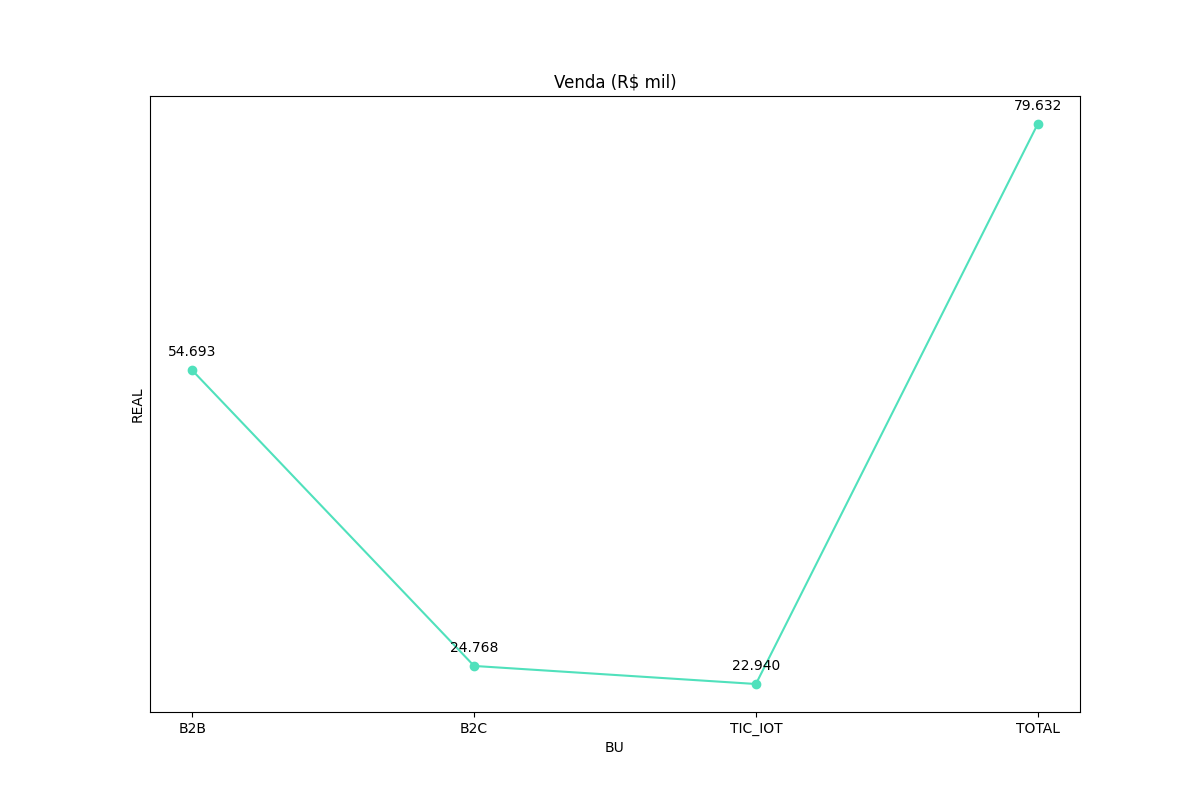 Venda (R$ mil)
79.632
54.693
24.768
22.940
REAL
B2B
B2C
TIC_IOT
TOTAL
BU